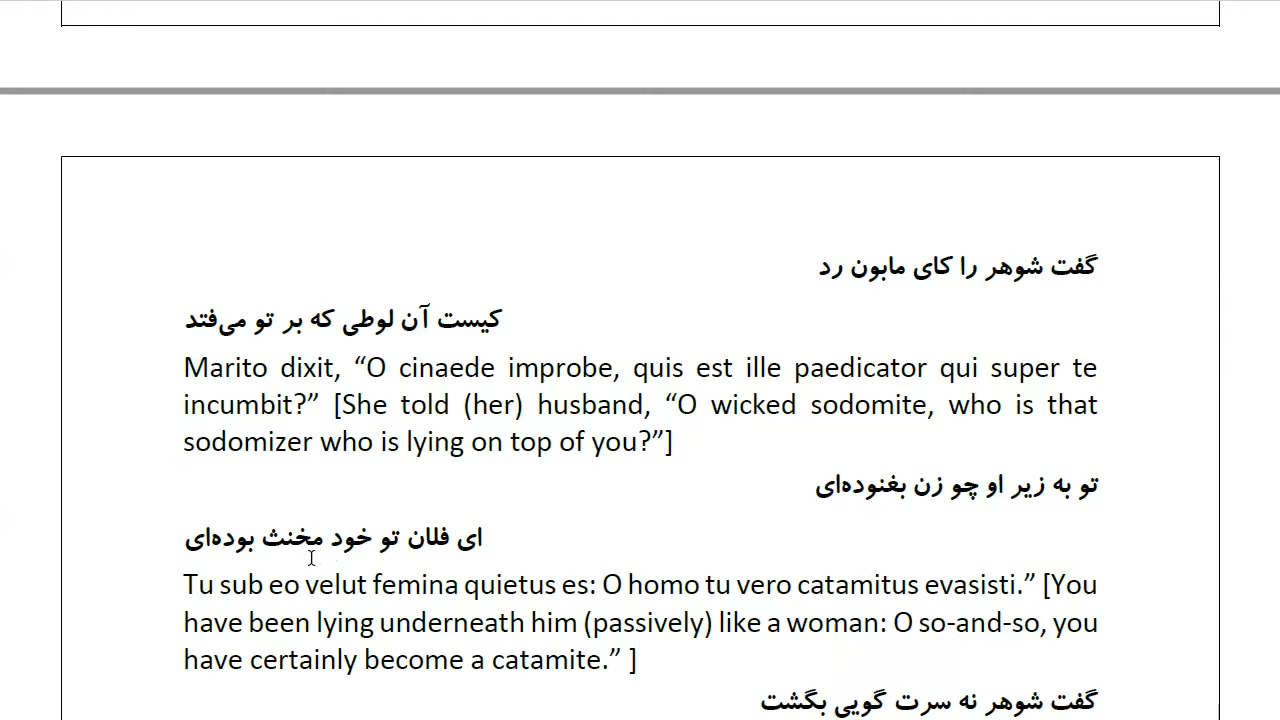 گفت شوهر را کای مابون رد
کیست آن لوطی که بر تو می‌فتد
Marito dixit, “O cinaede improbe, quis est ille paedicator qui super te
incumbit?” [She told (her) husband, “O wicked sodomite, who is that
sodomizer who is lying on top of you?”]
تو به زیر او چو زن بغنوده‌ای
ای فلان تو خود مخنث بوده‌ای
Tu sub eo velut femina quietus es: O homo tu vero catamitus evasisti.” [You
have been lying underneath him (passively) like a woman: O so-and-so, you
have certainly become a catamite.” ]
گفت شوهر نه سرت گویی بگشت